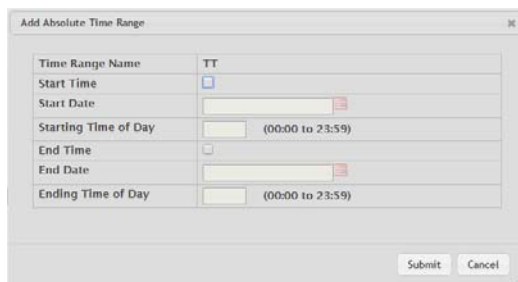 Add Absolute Time Range
Time Range Name TT
Start Time
Start Date
Starting Time of Day (00:00 to 23:59)
End Time
End Date
Ending Time of Day (00:00 to 23:59)
Submit Cancel